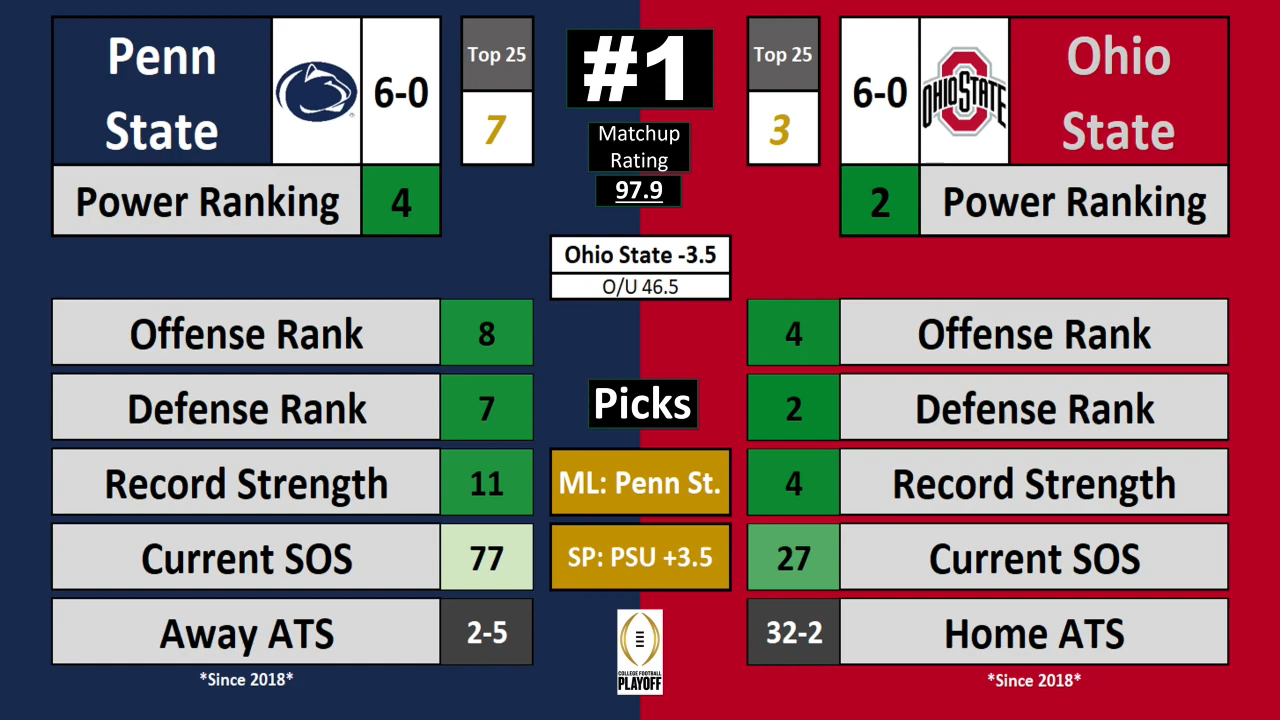 Penn
State
6-0
Top 25
7
Power Ranking
4
#1
Matchup
Rating
97.9
Top 25
3
6-0
OHIO STATE
Ohio
State
2
Power Ranking
Ohio State -3.5
O/U 46.5
Offense Rank
8
4
Offense Rank
Defense Rank
7
Picks
2
Defense Rank
Record Strength
11
ML: Penn St.
4
Record Strength
Current SOS
77
SP: PSU +3.5
27
Current SOS
Away ATS
2-5
32-2
Home ATS
*Since 2018*
COLLEGE FOOTBALL
PLAYOFF
*Since 2018*